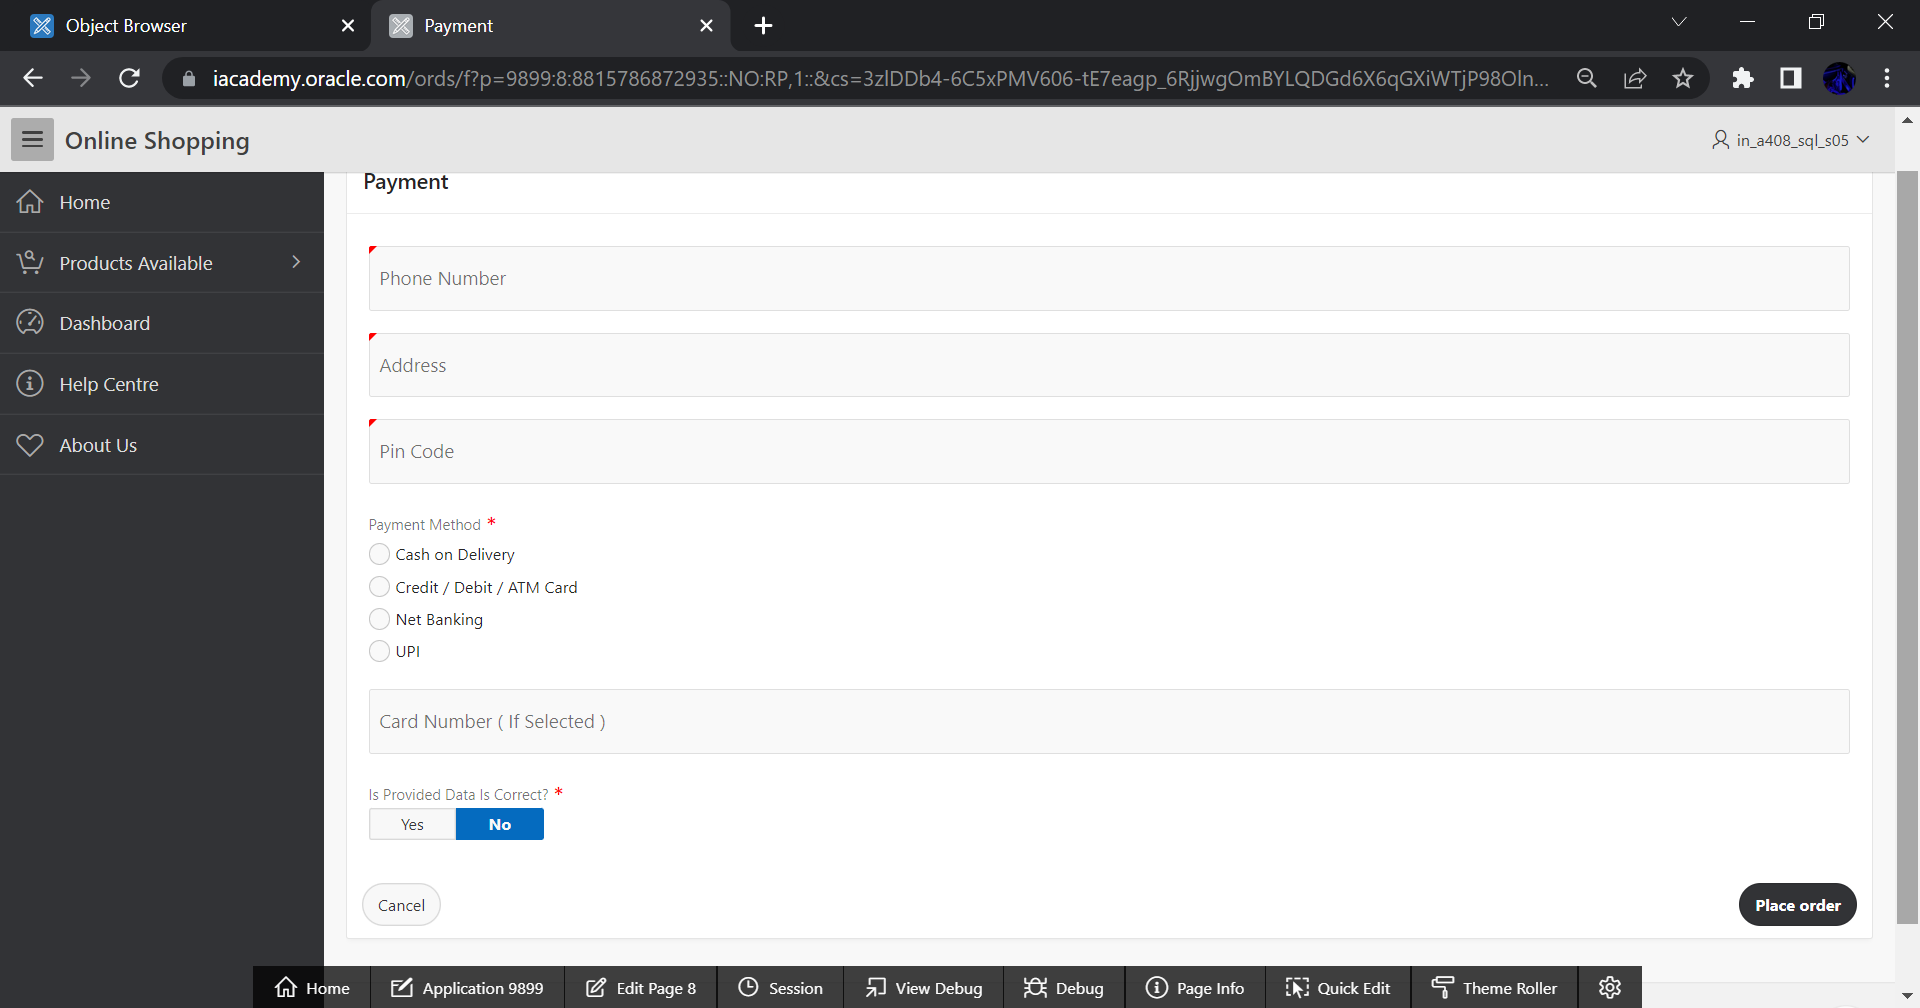 Object Browser
Payment
iacademy.oracle.com/ords/f?p=9899:8:8815786872935::NO:RP,1::&cs=3zlDDb4-6C5xPMV606-tE7eagp_6RjjwgOmBYLQDGd6X6qGXiWTjP98Oln...
Online Shopping
in_a408_sql_s05
Home
Products Available
Dashboard
Help Centre
About Us
Payment
Phone Number
Address
Pin Code
Payment Method *
Cash on Delivery
Credit / Debit / ATM Card
Net Banking
UPI
Card Number ( If Selected )
Is Provided Data Is Correct? *
Yes No
Cancel
Place order
Home Application 9899 Edit Page 8 Session View Debug Debug Page Info Quick Edit Theme Roller